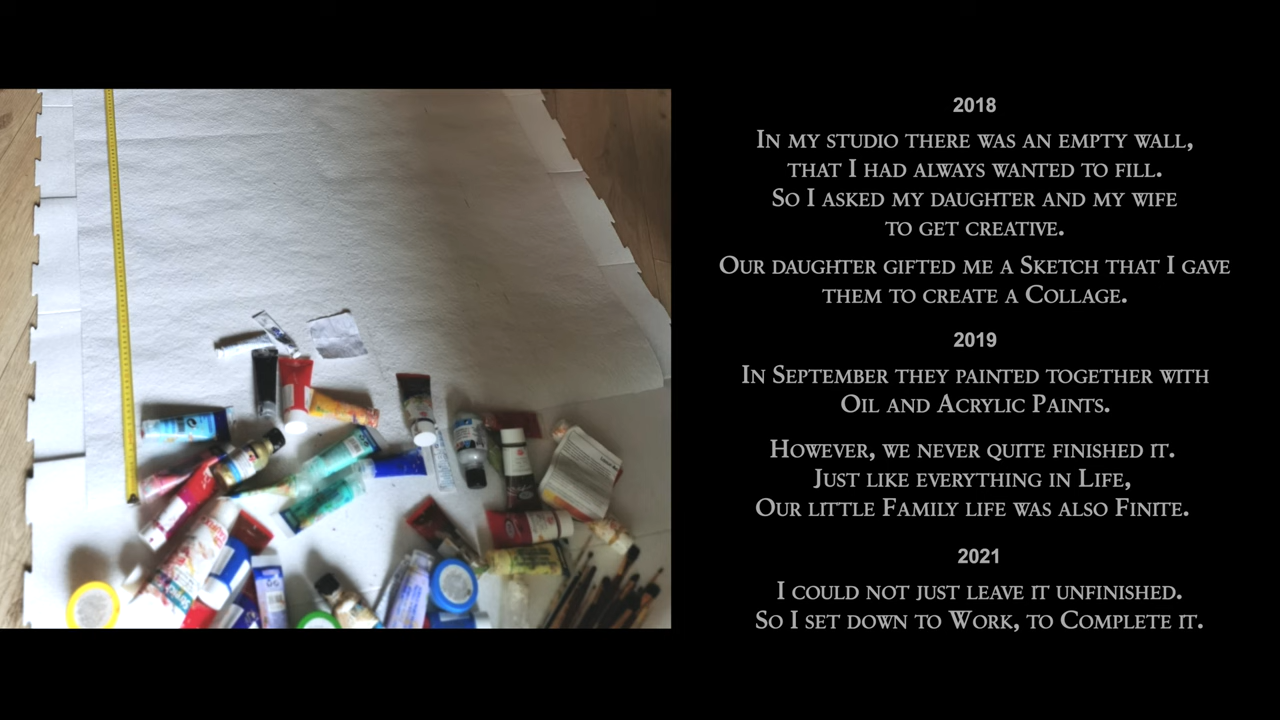 2018
In my studio there was an empty wall,
that I had always wanted to fill.
So I asked my daughter and my wife
to get creative.
Our daughter gifted me a Sketch that I gave
them to create a Collage.
2019
In September they painted together with
Oil and Acrylic Paints.
However, we never quite finished it.
Just like everything in Life,
Our little Family life was also Finite.
2021
I could not just leave it unfinished.
So I set down to Work, to Complete it.